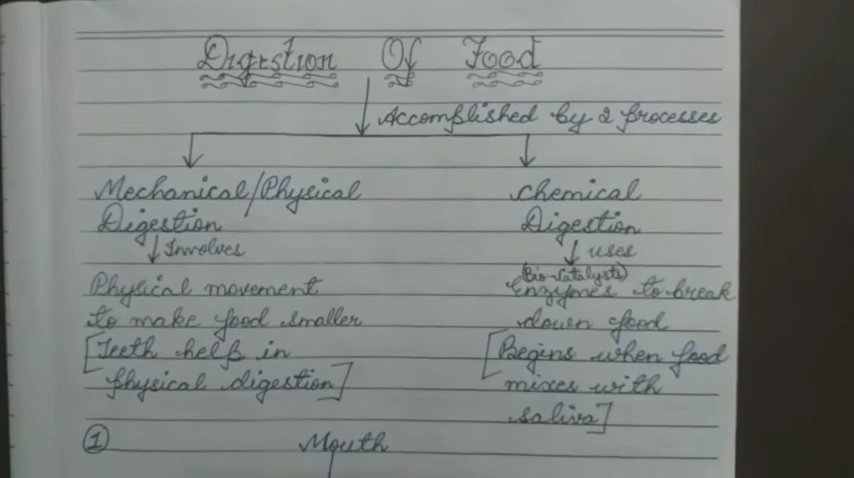 Digestion Of Food
Accomplished by 2 processes
Mechanical/Physical
Digestion
Involves
Physical movement
to make food smaller
[Teeth help in
physical digestion]
Chemical
Digestion
uses
(Bio-catalysts)
enzymes to break
down food
[Begins when food
mixes with
saliva]
1 Mouth